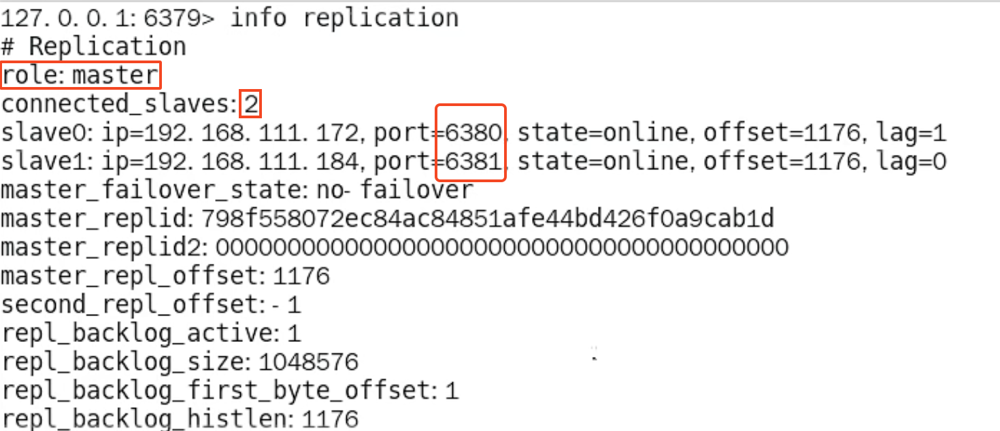 127. 0. 0. 1: 6379> info replication
# Replication
role: master
connected_slaves: 2
slave0: ip=192. 168. 111. 172, port=6380, state=online, offset=1176, lag=1
slave1: ip=192. 168. 111. 184, port=6381, state=online, offset=1176, lag=0
master_failover_state: no- failover
master_replid: 798f558072ec84ac84851afe44bd426f0a9cab1d
master_replid2: 0000000000000000000000000000000000000000
master_repl_offset: 1176
second_repl_offset: - 1
repl_backlog_active: 1
repl_backlog_size: 1048576
repl_backlog_first_byte_offset: 1
repl_backlog_histlen: 1176